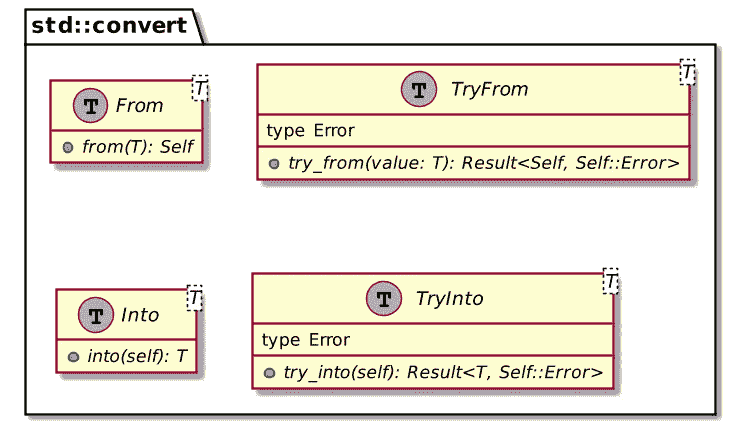 std::convert
T
T From
from(T): Self
T
T TryFrom
type Error
try_from(value: T): Result<Self, Self::Error>
T
T Into
into(self): T
T
T TryInto
type Error
try_into(self): Result<T, Self::Error>